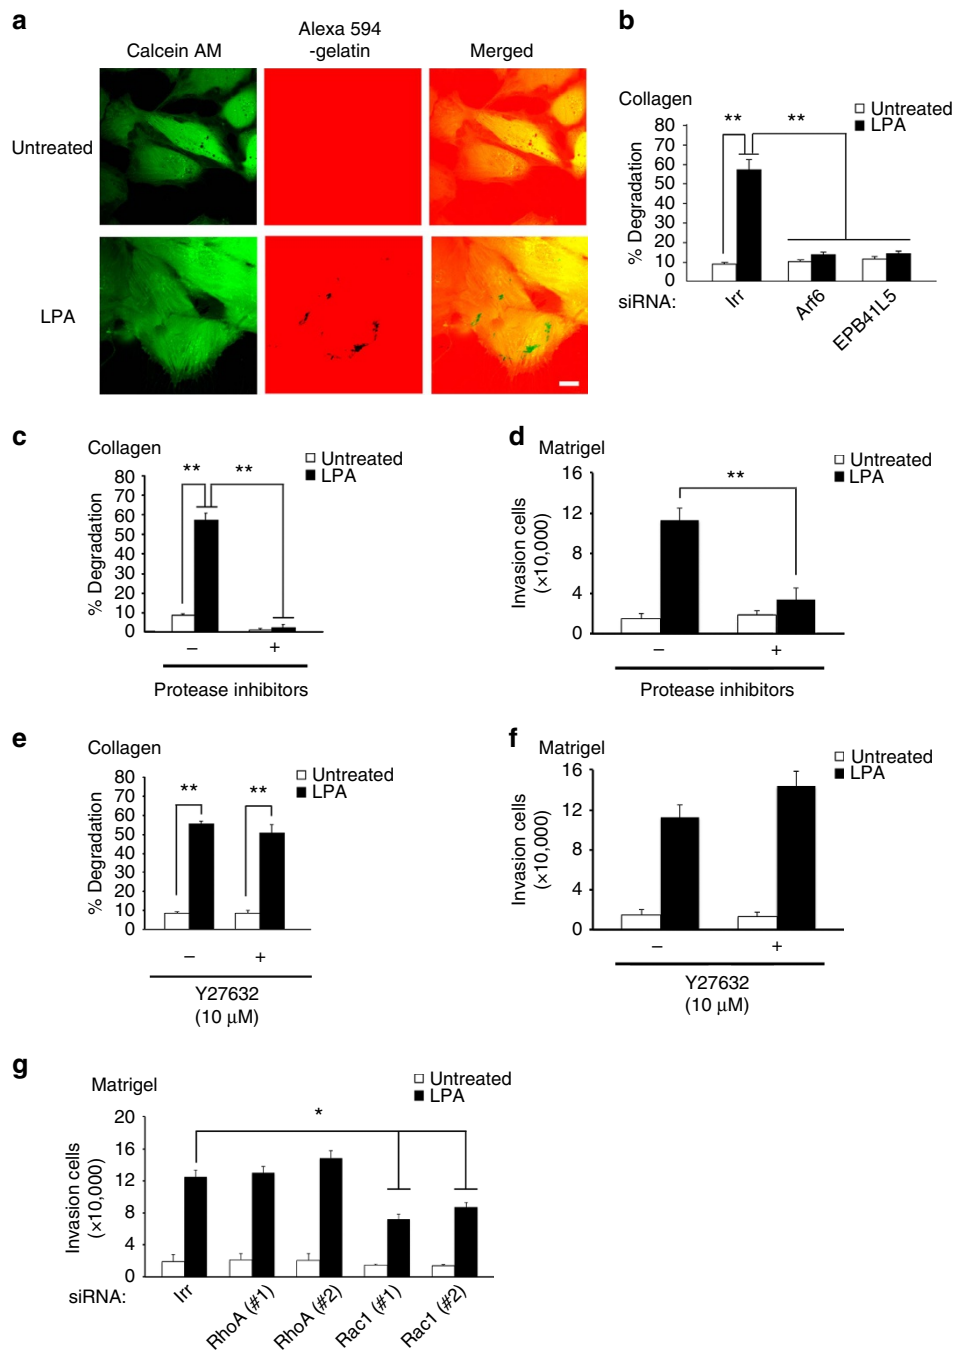 a
Calcein AM
Alexa 594
-gelatin
Merged
Untreated
LPA
b
Collagen
Untreated
LPA
**
**
% Degradation
80
70
60
50
40
30
20
10
0
siRNA:
Irr
Arf6
EPB41L5
c
Collagen
Untreated
LPA
**
**
% Degradation
80
70
60
50
40
30
20
10
0
–
+
Protease inhibitors
d
Matrigel
Untreated
LPA
**
Invasion cells
(×10,000)
16
12
8
4
0
–
+
Protease inhibitors
e
Collagen
Untreated
LPA
**
**
% Degradation
80
70
60
50
40
30
20
10
0
–
+
Y27632
(10 μM)
f
Matrigel
Untreated
LPA
Invasion cells
(×10,000)
16
12
8
4
0
–
+
Y27632
(10 μM)
g
Matrigel
Untreated
LPA
*
Invasion cells
(×10,000)
20
16
12
8
4
0
siRNA:
Irr
RhoA (#1)
RhoA (#2)
Rac1 (#1)
Rac1 (#2)